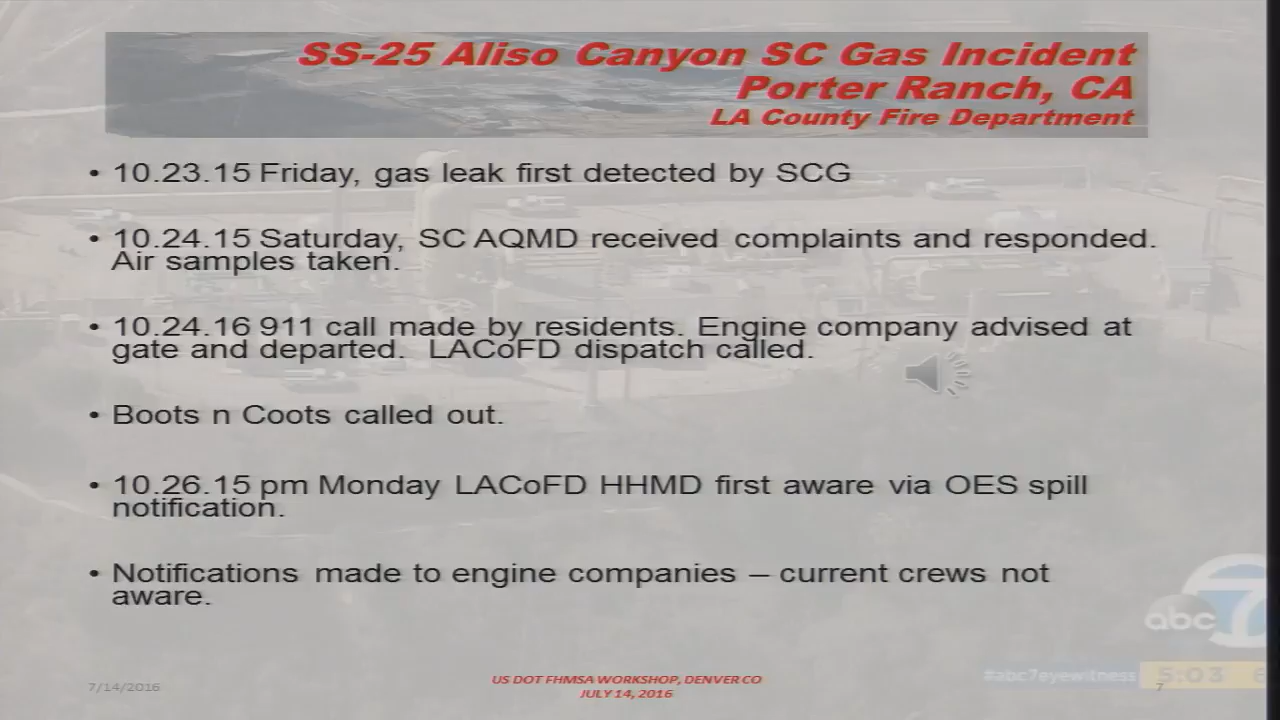 SS-25 Aliso Canyon SC Gas Incident
Porter Ranch, CA
LA County Fire Department
• 10.23.15 Friday, gas leak first detected by SCG
• 10.24.15 Saturday, SC AQMD received complaints and responded.
Air samples taken.
• 10.24.16 911 call made by residents. Engine company advised at
gate and departed. LACoFD dispatch called.
• Boots n Coots called out.
• 10.26.15 pm Monday LACoFD HHMD first aware via OES spill
notification.
• Notifications made to engine companies – current crews not
aware.
abc 7
#abc7eyewitness 5:03 6
7/14/2016
US DOT FHMSA WORKSHOP, DENVER CO
JULY 14, 2016
7